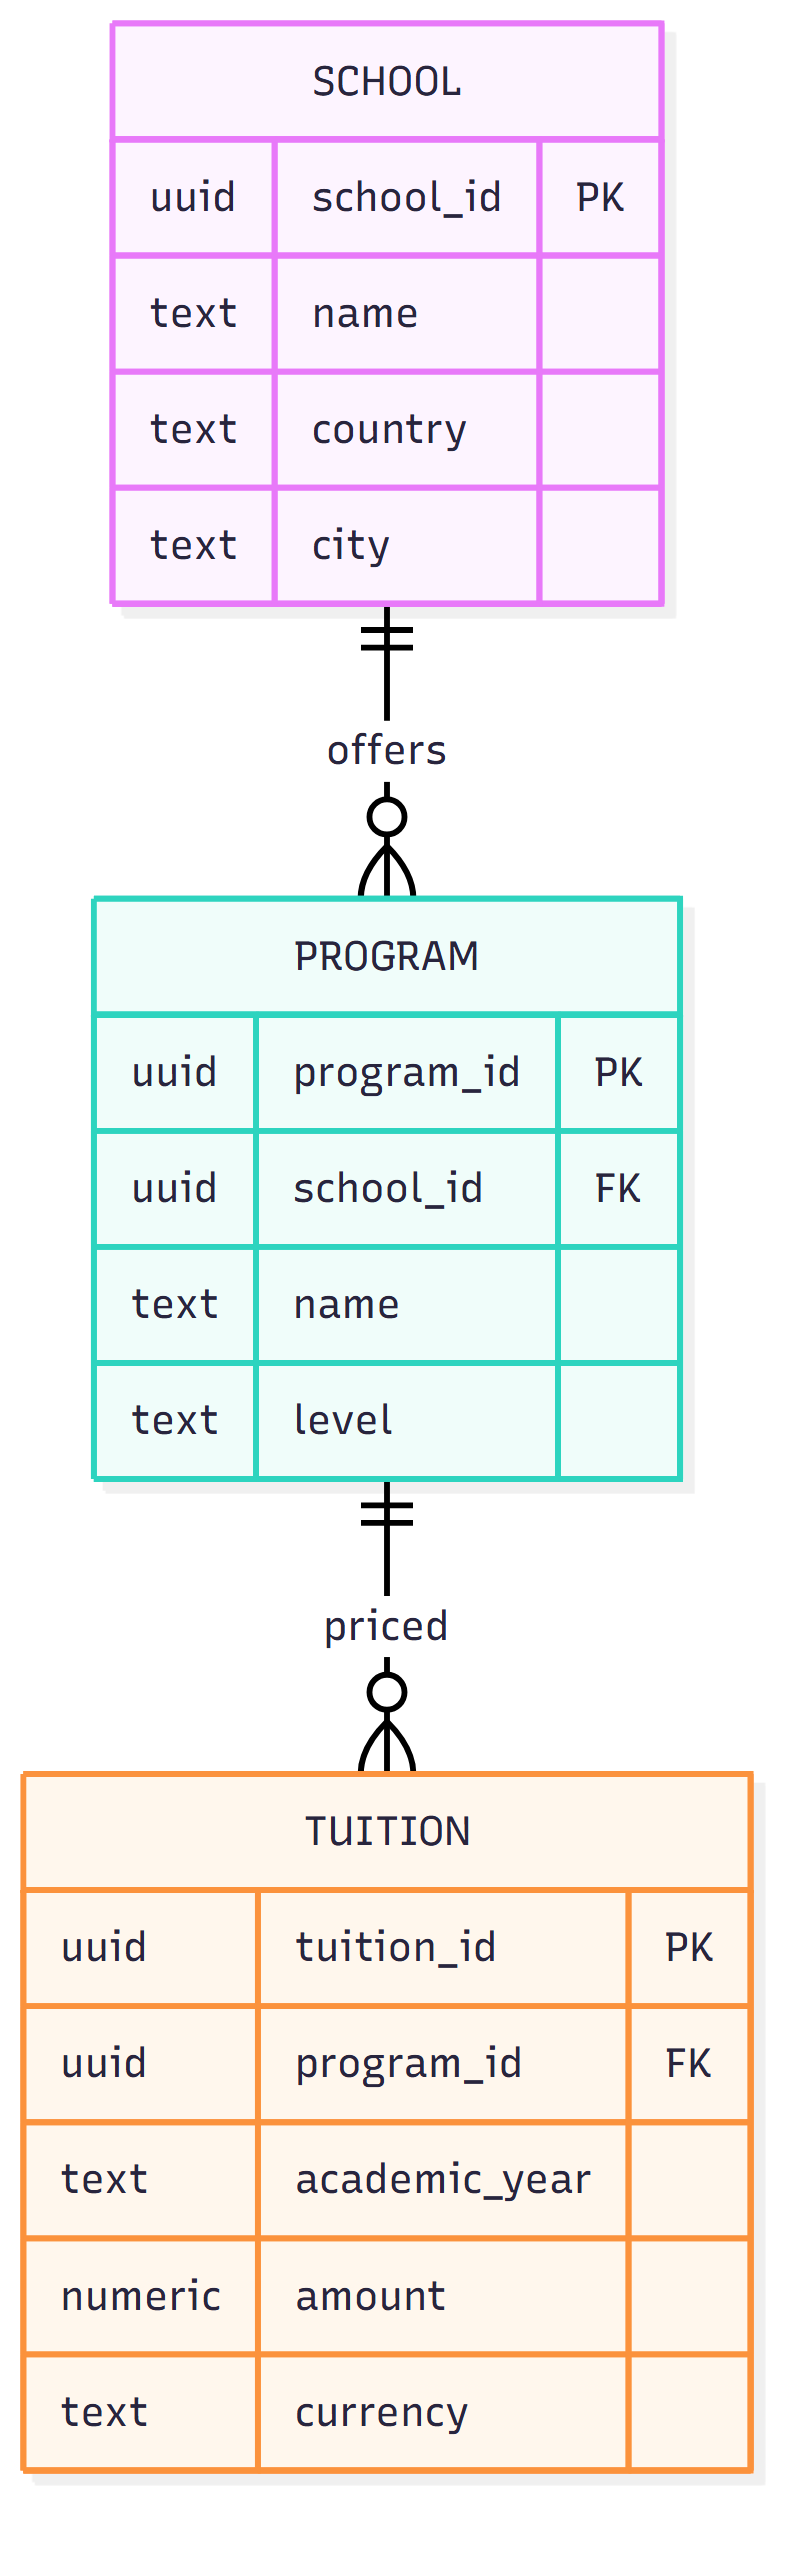 SCHOOL
uuid school_id PK
text name
text country
text city
offers
PROGRAM
uuid program_id PK
uuid school_id FK
text name
text level
priced
TUITION
uuid tuition_id PK
uuid program_id FK
text academic_year
numeric amount
text currency